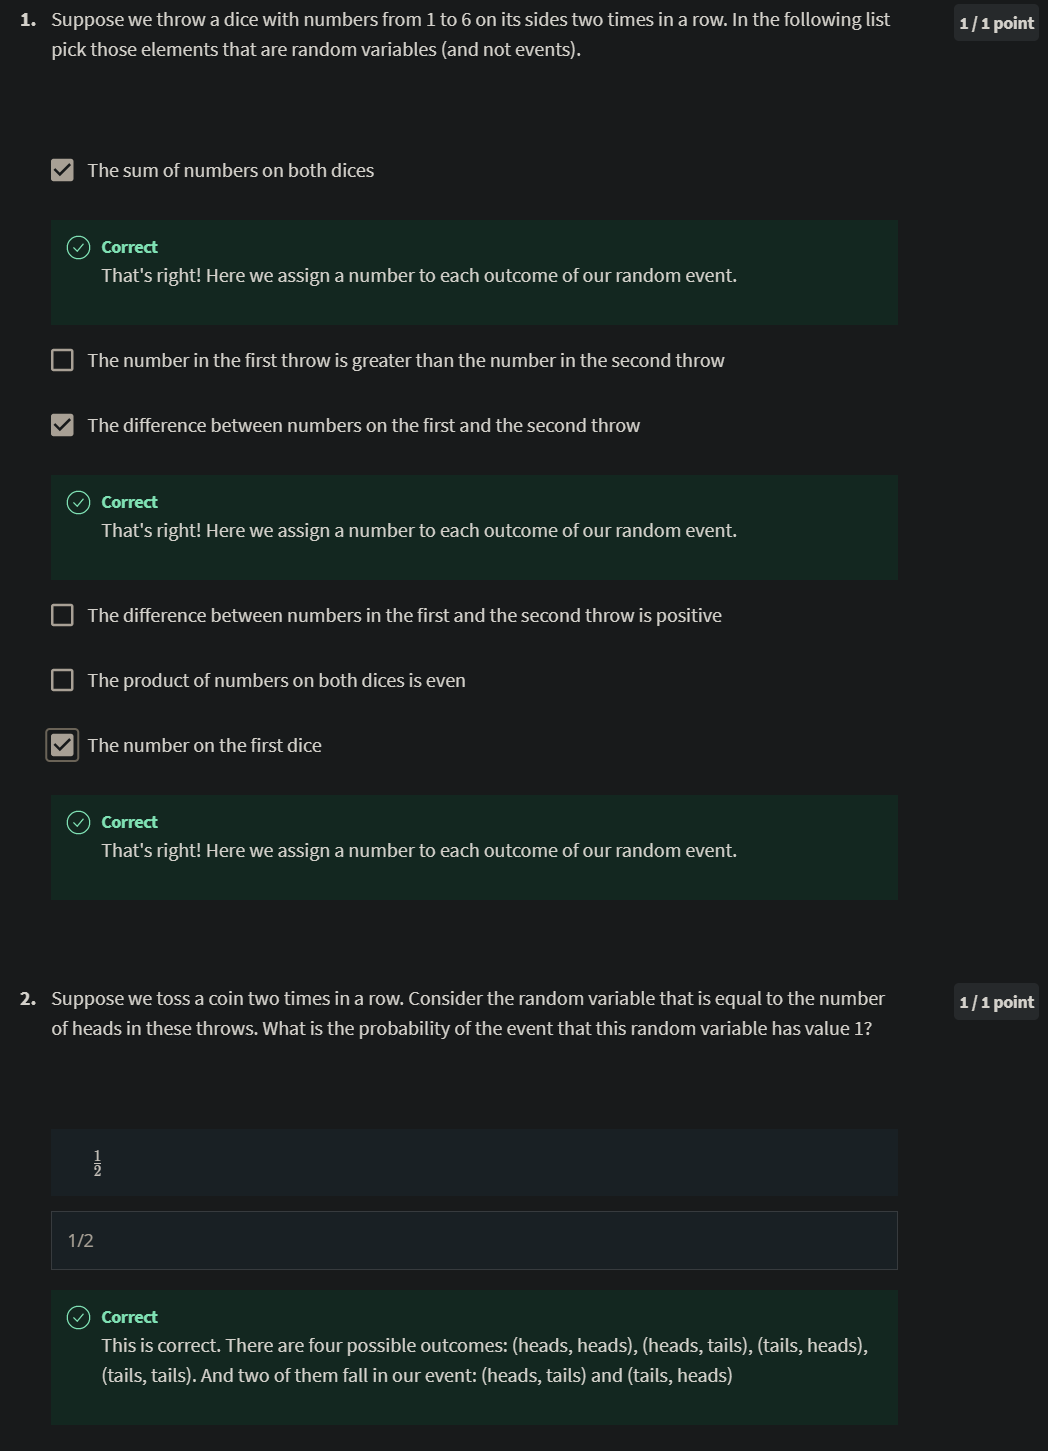 1. Suppose we throw a dice with numbers from 1 to 6 on its sides two times in a row. In the following list
1 / 1 point
pick those elements that are random variables (and not events).
The sum of numbers on both dices
Correct
That's right! Here we assign a number to each outcome of our random event.
The number in the first throw is greater than the number in the second throw
The difference between numbers on the first and the second throw
Correct
That's right! Here we assign a number to each outcome of our random event.
The difference between numbers in the first and the second throw is positive
The product of numbers on both dices is even
The number on the first dice
Correct
That's right! Here we assign a number to each outcome of our random event.
2. Suppose we toss a coin two times in a row. Consider the random variable that is equal to the number
1 / 1 point
of heads in these throws. What is the probability of the event that this random variable has value 1?
1
2
1/2
Correct
This is correct. There are four possible outcomes: (heads, heads), (heads, tails), (tails, heads),
(tails, tails). And two of them fall in our event: (heads, tails) and (tails, heads)